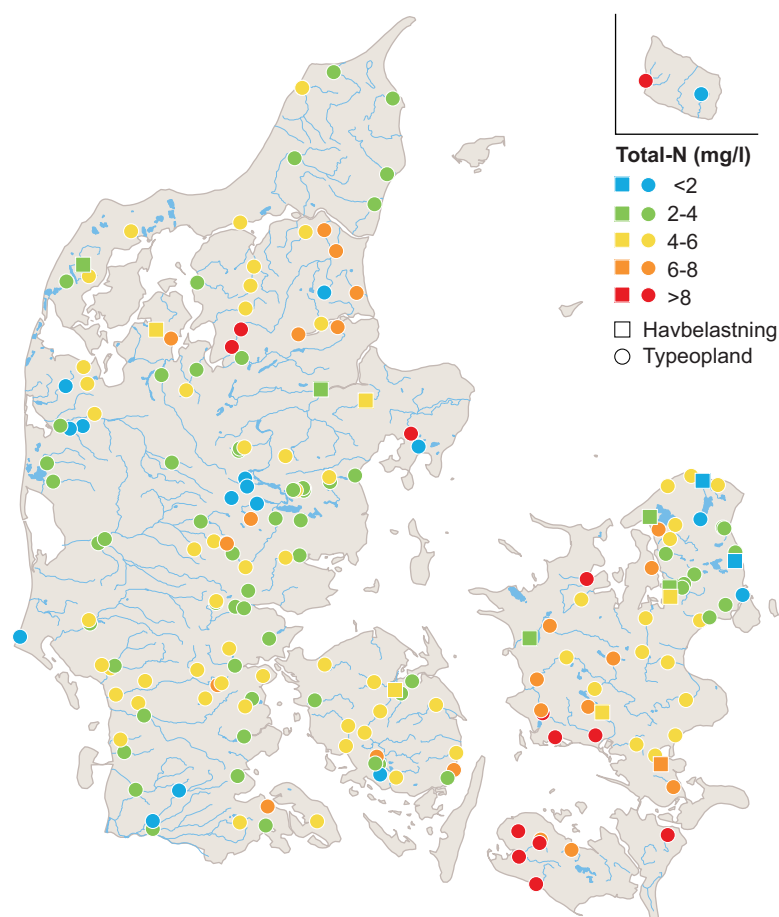 Total-N (mg/l)
<2
2-4
4-6
6-8
>8
Havbelastning
Typeopland